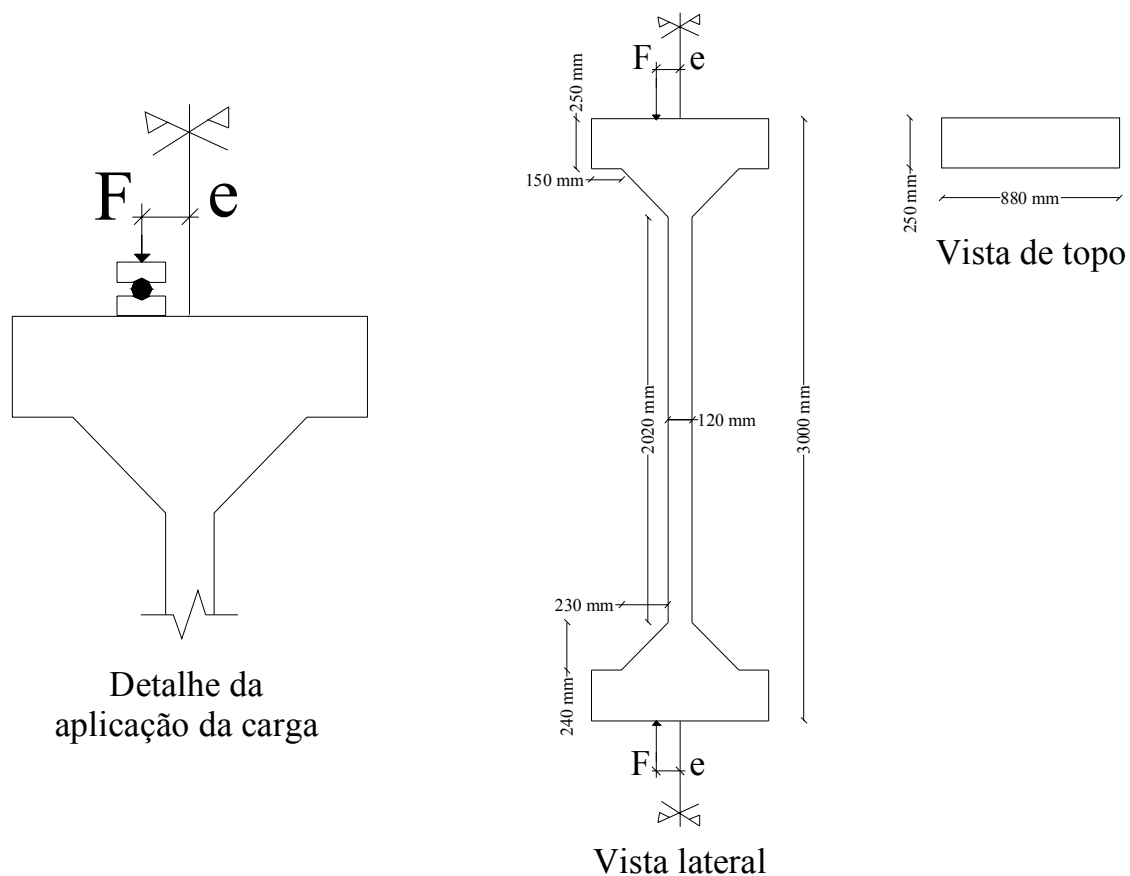 F e
Detalhe da
aplicação da carga
F e
250 mm
150 mm
2020 mm
120 mm
3000 mm
230 mm
240 mm
F e
Vista lateral
250 mm
880 mm
Vista de topo